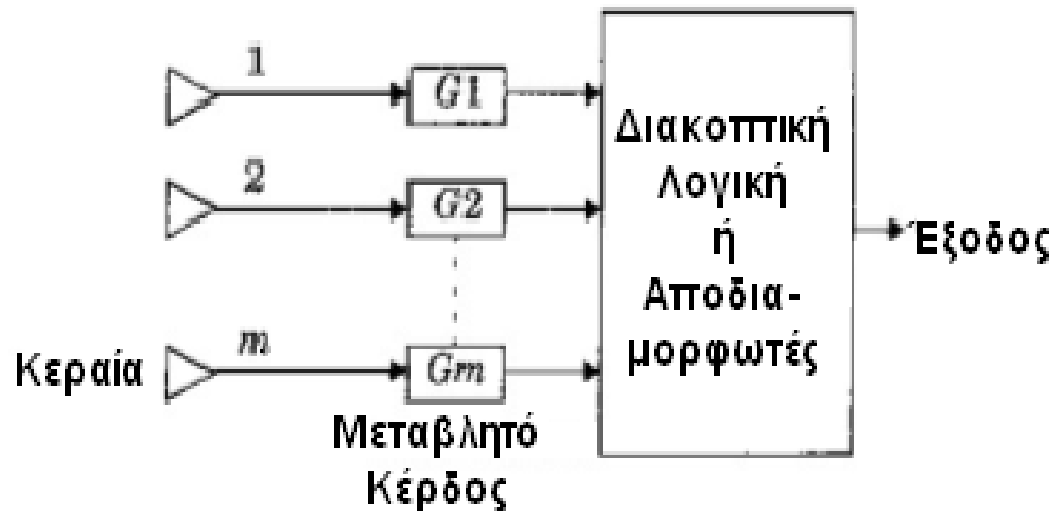 1
G1
2
G2
m
Gm
Κεραία
Μεταβλητό
Κέρδος
Διακοπτική
Λογική
ή
Αποδια-
μορφωτές
Έξοδος